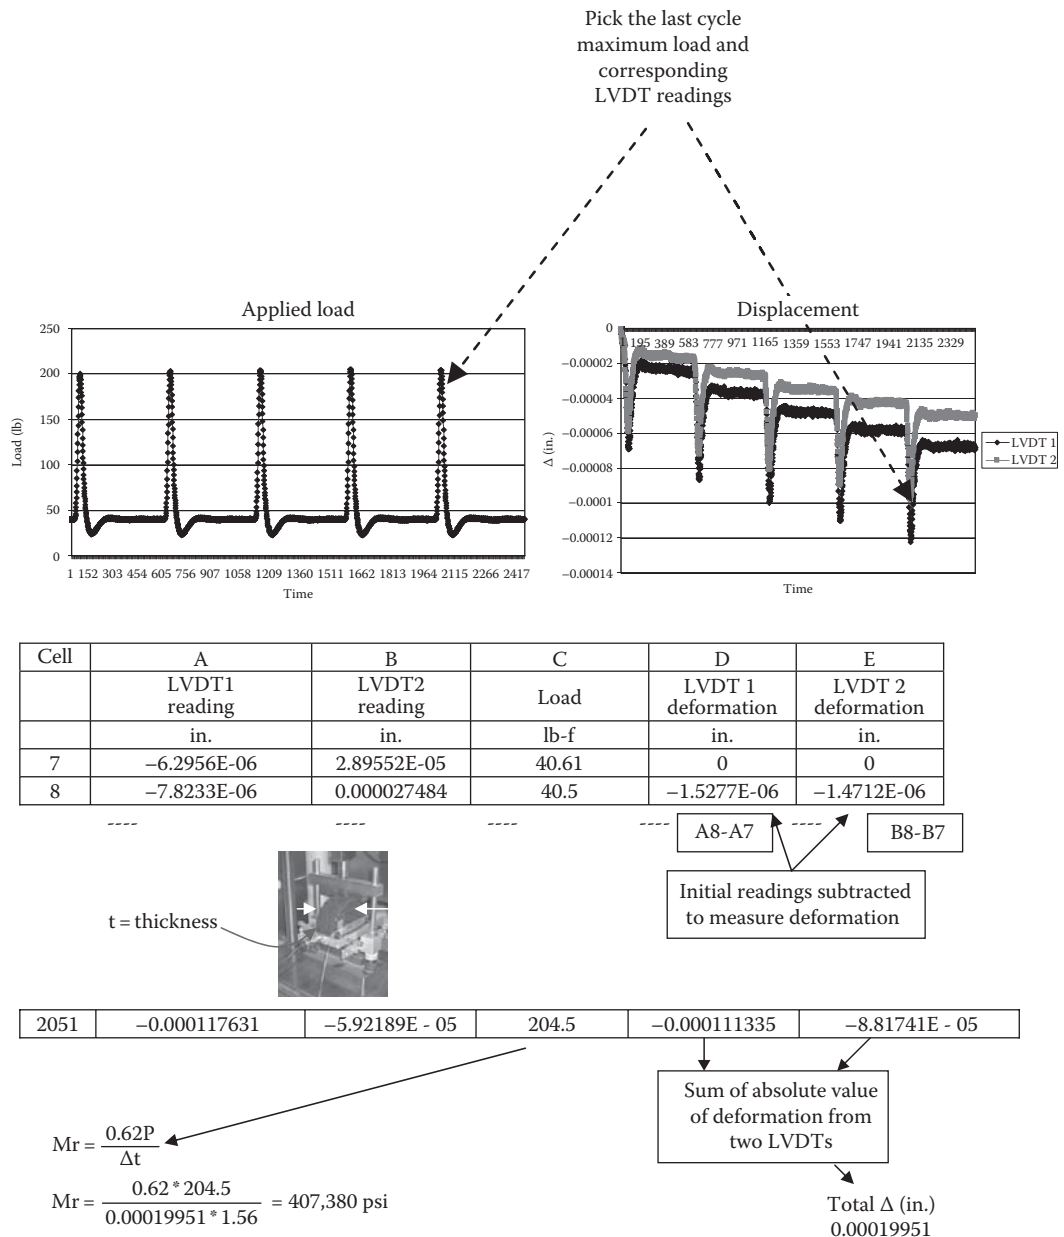 Pick the last cycle
maximum load and
corresponding
LVDT readings
Applied load
250
200
150
100
50
0
Load (lb)
1 152 303 454 605 756 907 1058 1209 1360 1511 1662 1813 1964 2115 2266 2417
Time
Displacement
0
−0.00002
−0.00004
−0.00006
−0.00008
−0.0001
−0.00012
−0.00014
Δ (in.)
1 195 389 583 777 971 1165 1359 1553 1747 1941 2135 2329
Time
LVDT 1
LVDT 2
Cell A B C D E
LVDT1 reading LVDT2 reading Load LVDT 1 deformation LVDT 2 deformation
in. in. lb-f in. in.
7 −6.2956E-06 2.89552E-05 40.61 0 0
8 −7.8233E-06 0.000027484 40.5 −1.5277E-06 −1.4712E-06
---- ---- ---- ---- ----
A8-A7
B8-B7
Initial readings subtracted
to measure deformation
t = thickness
2051 −0.000117631 −5.92189E - 05 204.5 −0.000111335 −8.81741E - 05
Sum of absolute value
of deformation from
two LVDTs
Mr = 0.62P / Δt
Mr = 0.62 * 204.5 / 0.00019951 * 1.56 = 407,380 psi
Total Δ (in.)
0.00019951